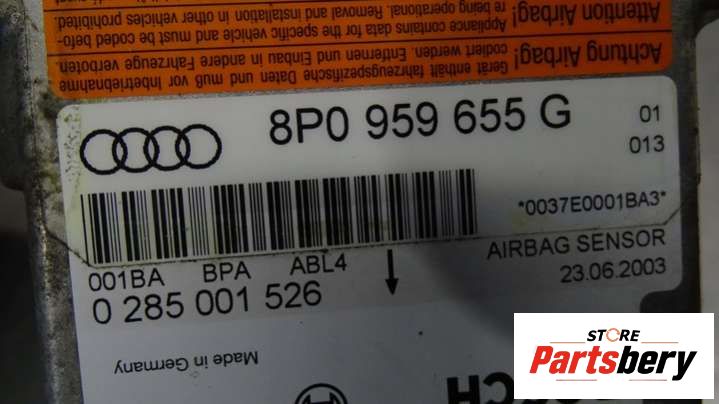 Achtung Airbag!
Gerät enthält fahrzeugspezifische Daten und muß vor Inbetriebnahme
codiert werden. Entfernen und Einbau in andere Fahrzeuge verboten.
Attention Airbag!
Appliance contains data for the specific vehicle and must be coded befo-
re being operational. Removal and installation in other vehicles prohibited.
8P0 959 655 G 01
013
*0037E0001BA3*
001BA BPA ABL4
AIRBAG SENSOR
0 285 001 526
23.06.2003
Made in Germany
STORE
Partsbery